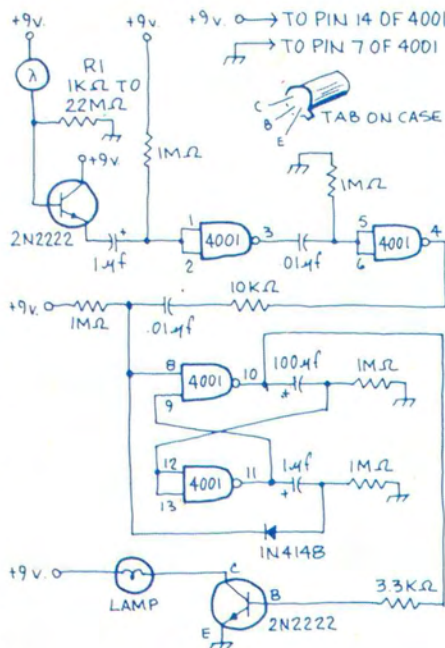 +9v.
+9v.
+9v. → TO PIN 14 OF 4001
→ TO PIN 7 OF 4001
λ
R1
1KΩ TO
22MΩ
+9v
C
B
E
TAB ON CASE
1MΩ
1MΩ
2N2222
+
1μf
1
2
4001
3
.01μf
5
6
4001
4
+9v.
1MΩ
.01μf
10KΩ
8
9
4001
10
100μf
+
1MΩ
12
13
4001
11
1μf
+
1MΩ
1N4148
+9v.
LAMP
C
B
E
2N2222
3.3KΩ